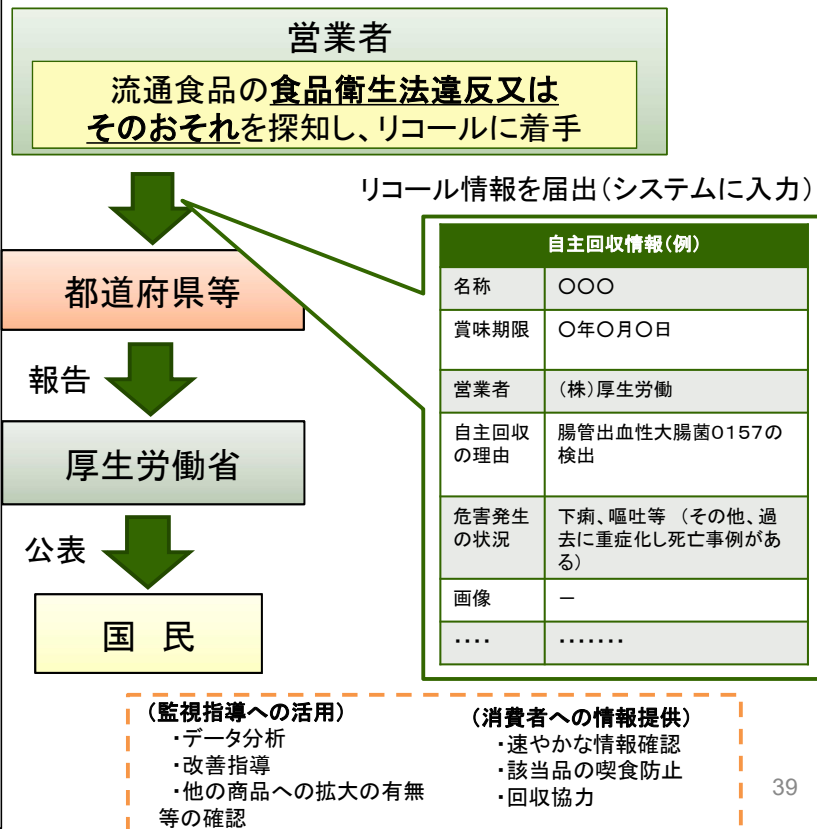 営業者
流通食品の食品衛生法違反又は
そのおそれを探知し、リコールに着手
リコール情報を届出(システムに入力)
自主回収情報(例)
名称 ○○○
賞味期限 ○年○月○日
営業者 (株)厚生労働
自主回収の理由 腸管出血性大腸菌O157の
検出
危害発生の状況 下痢、嘔吐等 (その他、過
去に重症化し死亡事例があ
る)
画像 －
‥‥ ・・・・・・・
都道府県等
報告
厚生労働省
公表
国 民
(監視指導への活用)
・データ分析
・改善指導
・他の商品への拡大の有無
等の確認
(消費者への情報提供)
・速やかな情報確認
・該当品の喫食防止
・回収協力
39